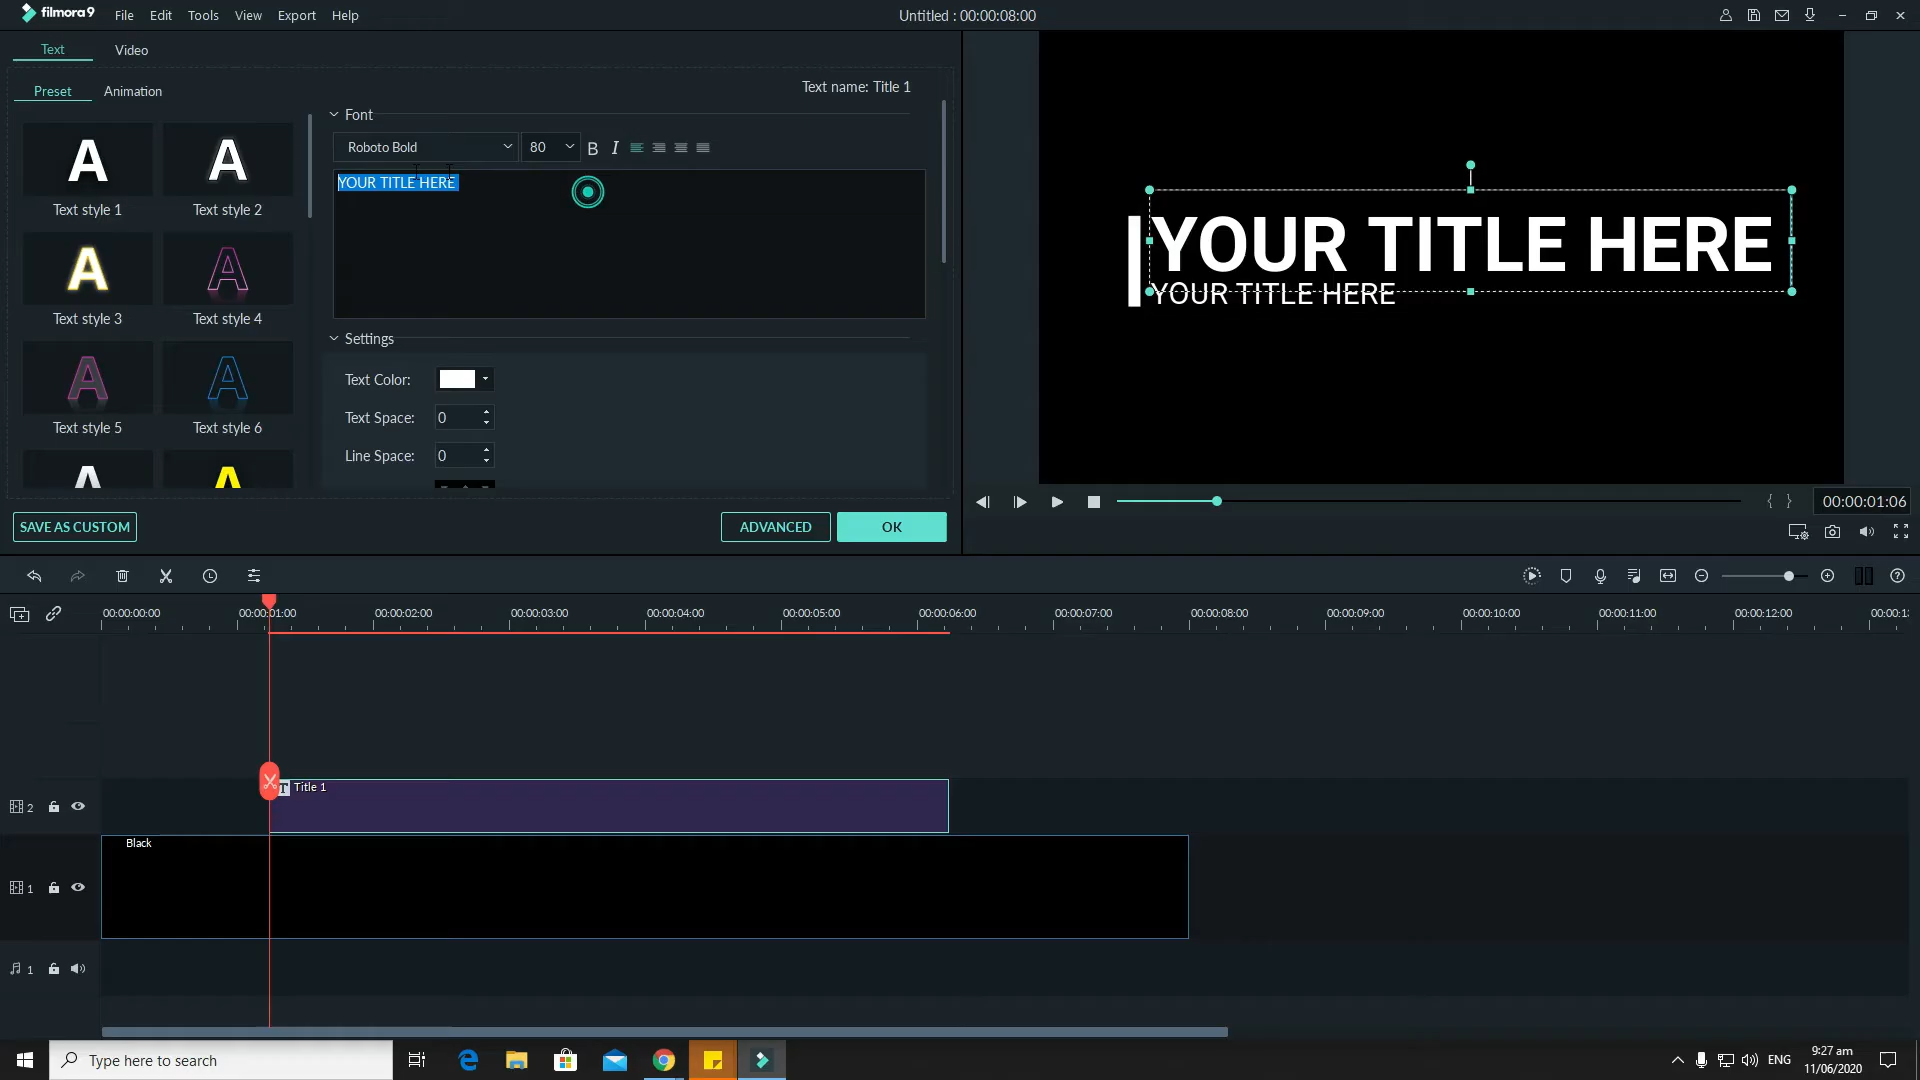 filmora9 File Edit Tools View Export Help Untitled : 00:00:08:00
Text Video
Preset Animation
Text name: Title 1
Text style 1 Text style 2
Text style 3 Text style 4
Text style 5 Text style 6
Font
Roboto Bold 80 B I
YOUR TITLE HERE
Settings
Text Color:
Text Space: 0
Line Space: 0
SAVE AS CUSTOM ADVANCED OK
YOUR TITLE HERE
YOUR TITLE HERE
{ } 00:00:01:06
00:00:00:00 00:00:01:00 00:00:02:00 00:00:03:00 00:00:04:00 00:00:05:00 00:00:06:00 00:00:07:00 00:00:08:00 00:00:09:00 00:00:10:00 00:00:11:00 00:00:12:00 00:00:1
2 T Title 1
Black
1
1
Type here to search
ENG
9:27 am
11/06/2020